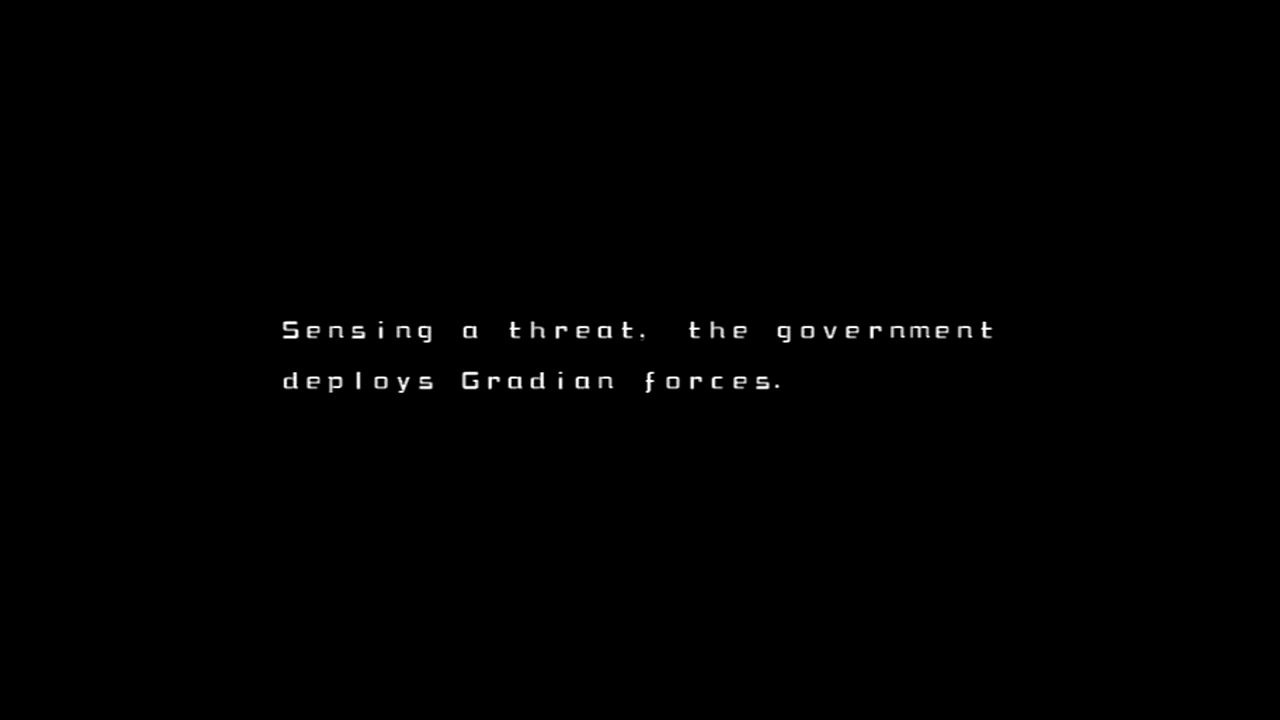 Sensing a threat, the government
deploys Gradian forces.